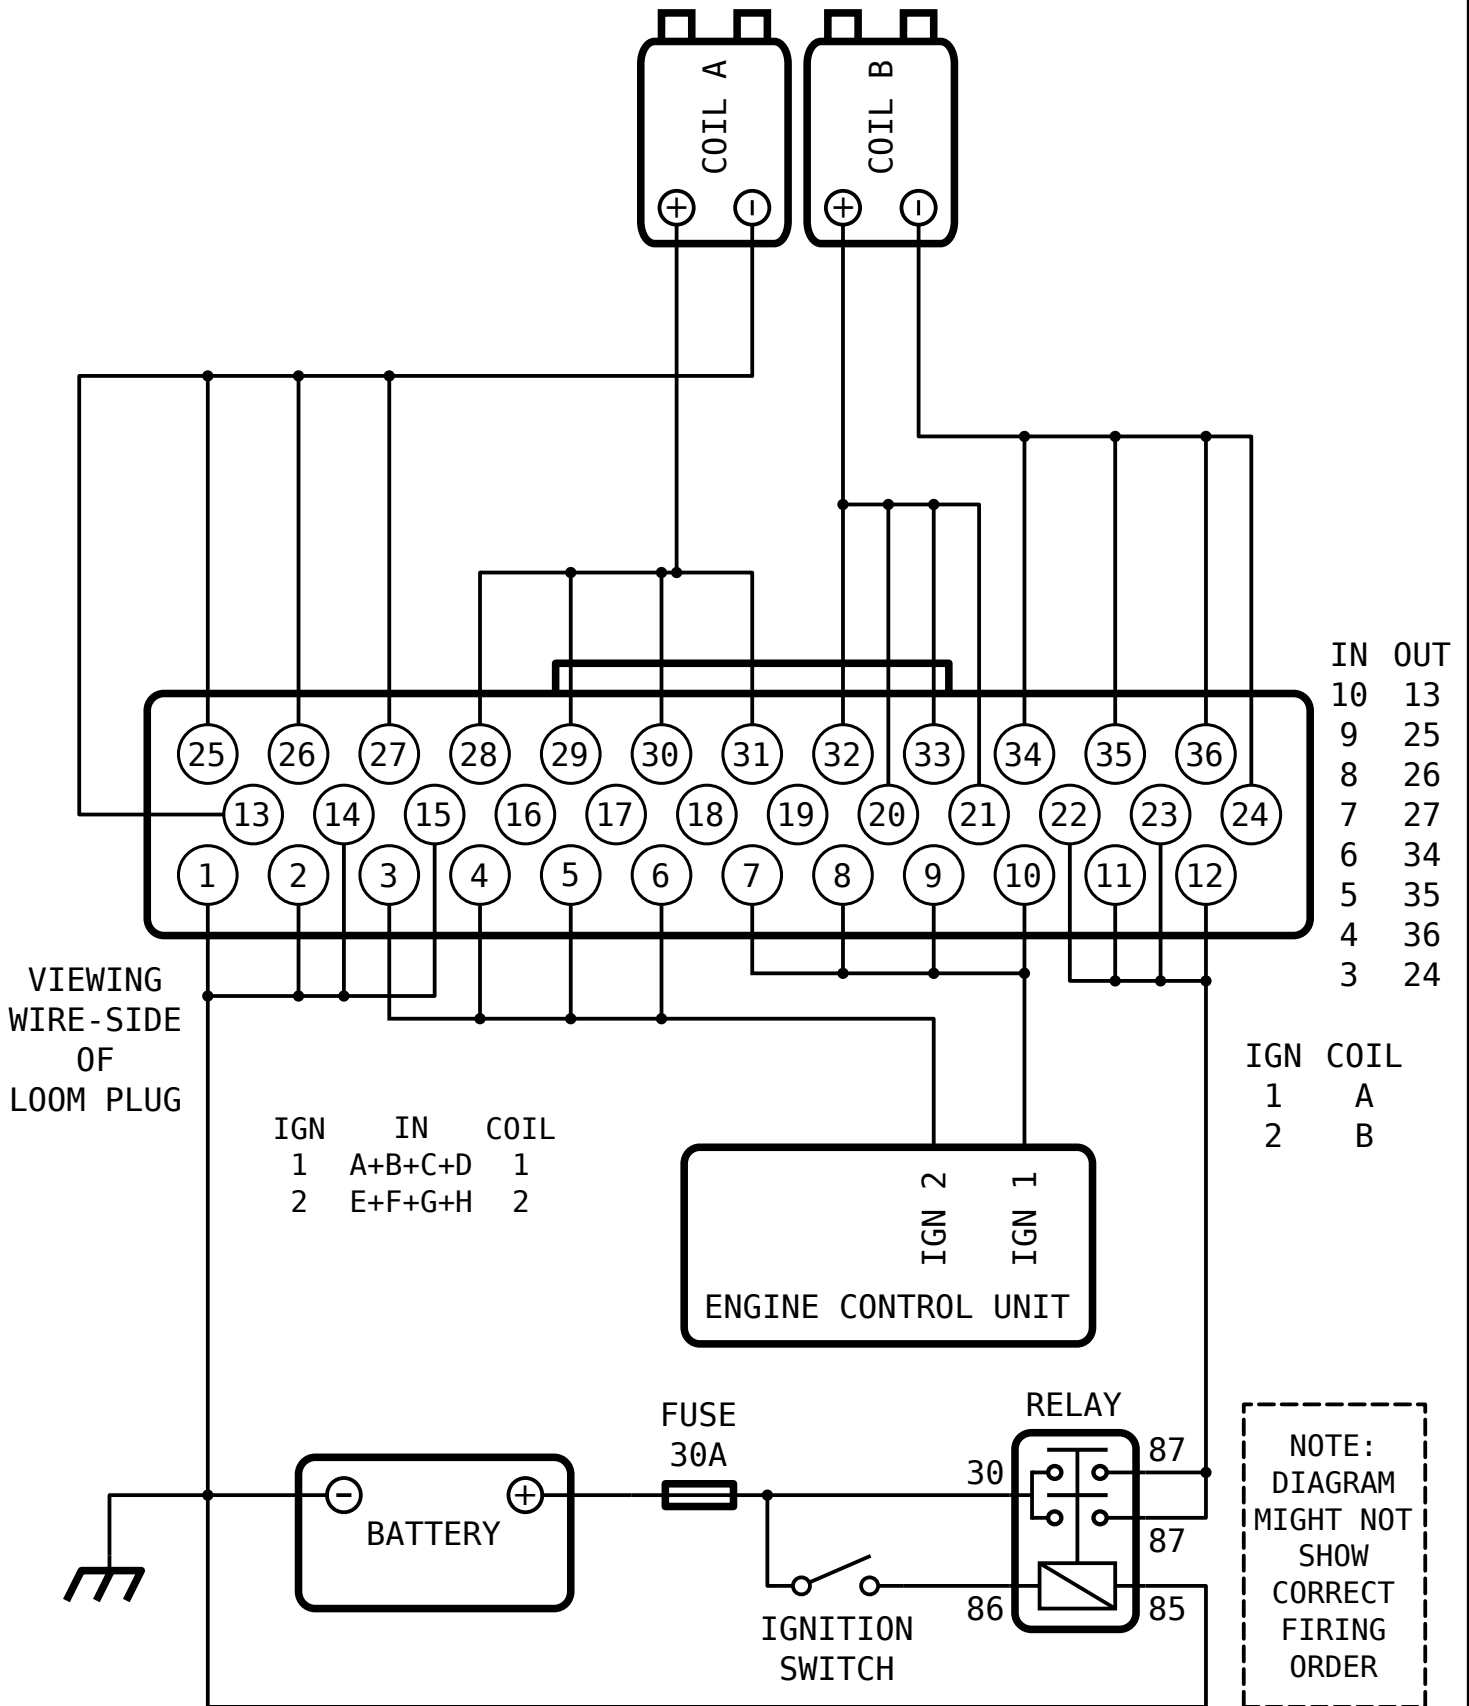 COIL A
COIL B
+ - + -
IN OUT
10 13
9 25
8 26
7 27
6 34
5 35
4 36
3 24
25 26 27 28 29 30 31 32 33 34 35 36
13 14 15 16 17 18 19 20 21 22 23 24
1 2 3 4 5 6 7 8 9 10 11 12
VIEWING
WIRE-SIDE
OF
LOOM PLUG
IGN COIL
1 A
2 B
IGN IN COIL
1 A+B+C+D 1
2 E+F+G+H 2
IGN 2
IGN 1
ENGINE CONTROL UNIT
- +
BATTERY
FUSE
30A
IGNITION
SWITCH
RELAY
30
87
87
86
85
NOTE:
DIAGRAM
MIGHT NOT
SHOW
CORRECT
FIRING
ORDER